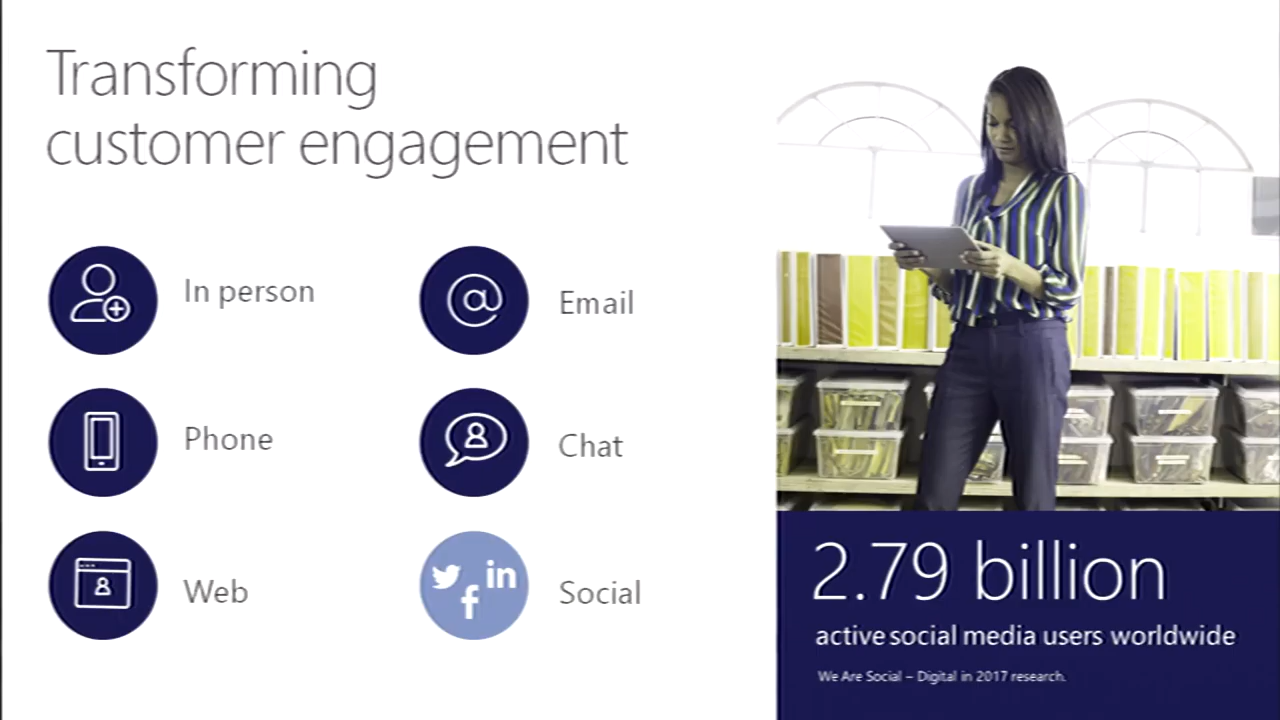 Transforming
customer engagement
In person
Email
Phone
Chat
Web
in
f
Social
2.79 billion
active social media users worldwide
We Are Social – Digital in 2017 research.